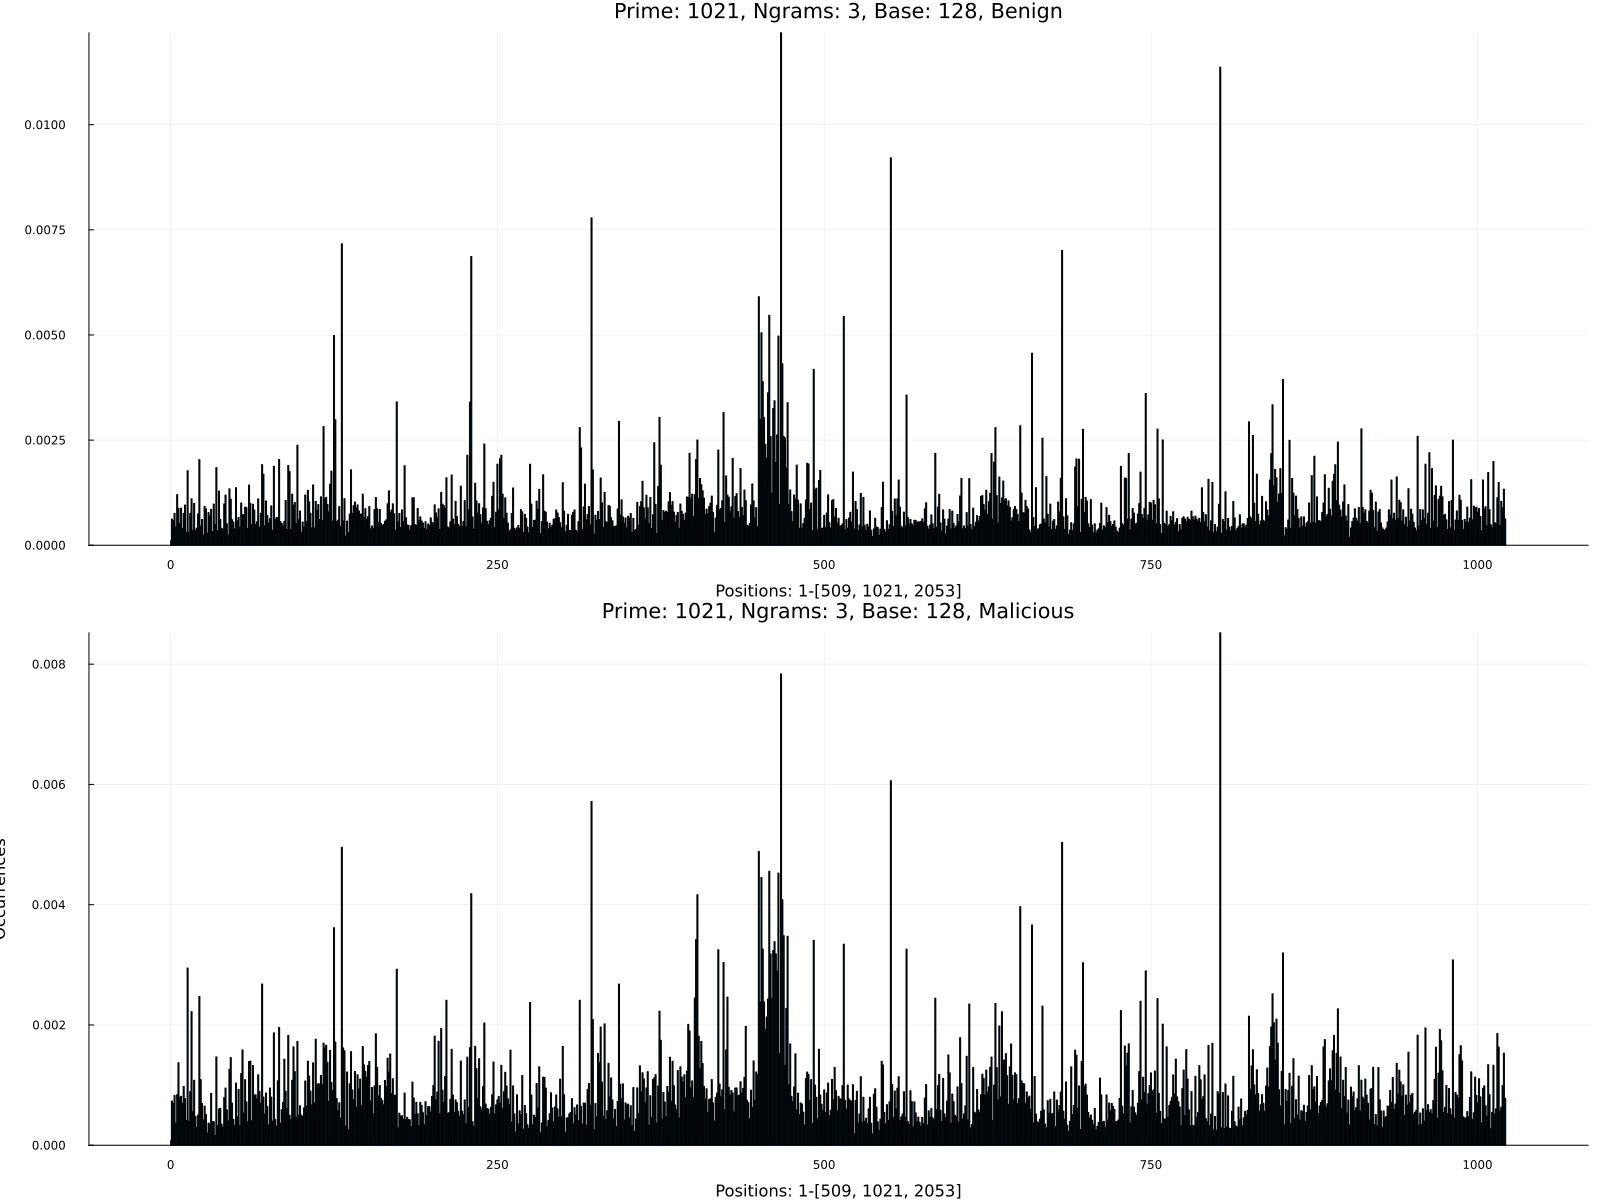 Prime: 1021, Ngrams: 3, Base: 128, Benign
0.0100
0.0075
0.0050
0.0025
0.0000
0 250 500 750 1000
Positions: 1-[509, 1021, 2053]
Prime: 1021, Ngrams: 3, Base: 128, Malicious
0.008
0.006
Occurrences
0.004
0.002
0.000
0 250 500 750 1000
Positions: 1-[509, 1021, 2053]